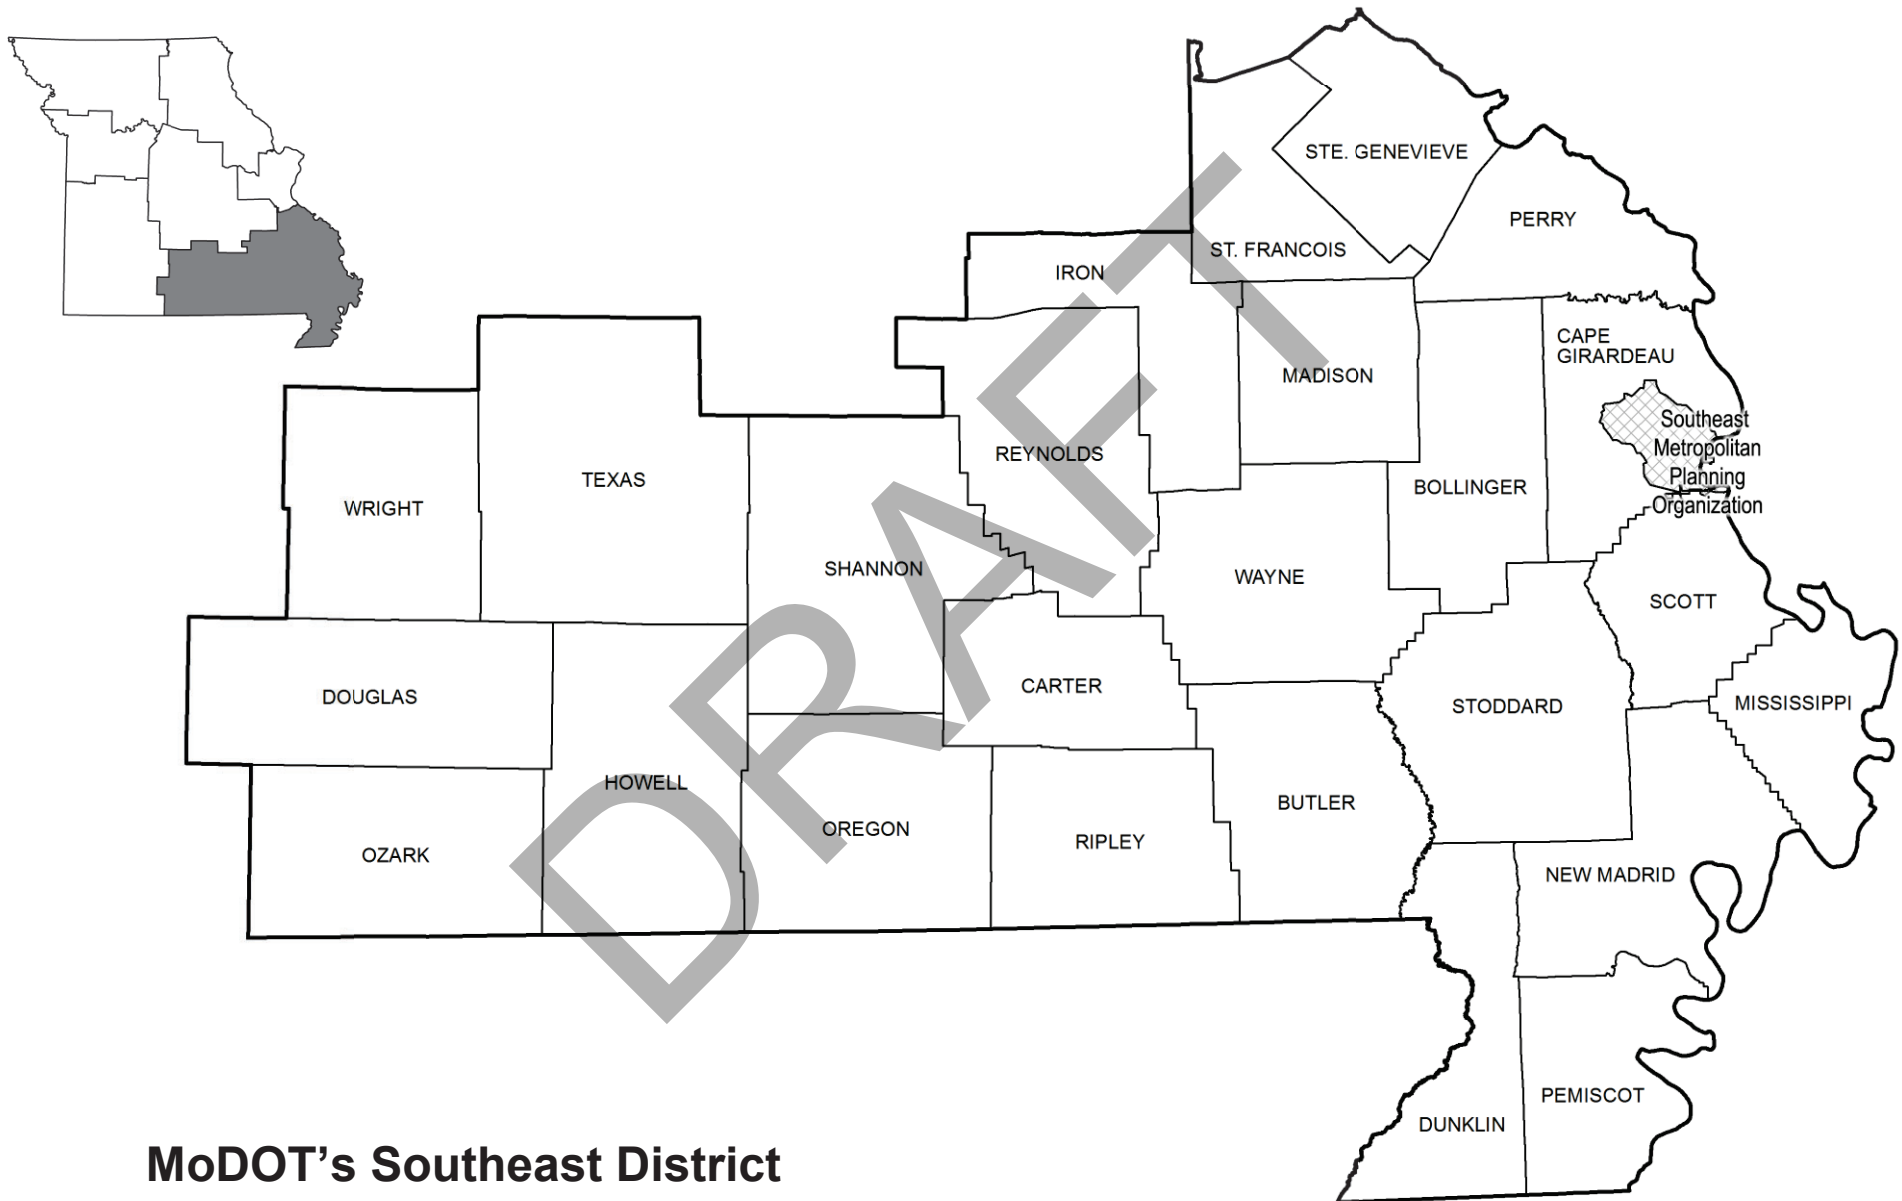 STE. GENEVIEVE
PERRY
ST. FRANCOIS
IRON
CAPE
GIRARDEAU
MADISON
Southeast
Metropolitan
Planning
Organization
REYNOLDS
TEXAS
BOLLINGER
WRIGHT
SHANNON
WAYNE
SCOTT
CARTER
DOUGLAS
STODDARD
MISSISSIPPI
HOWELL
BUTLER
OREGON
RIPLEY
OZARK
NEW MADRID
PEMISCOT
DUNKLIN
DRAFT
MoDOT’s Southeast District